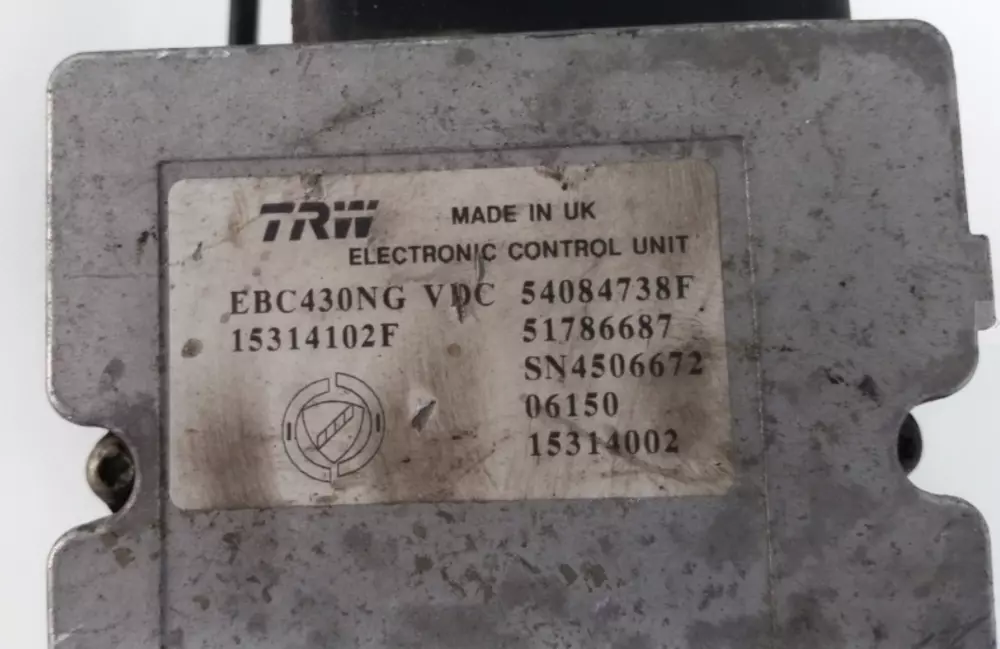 TRW MADE IN UK
ELECTRONIC CONTROL UNIT
EBC430NG VDC 54084738F
15314102F 51786687
SN4506672
06150
15314002